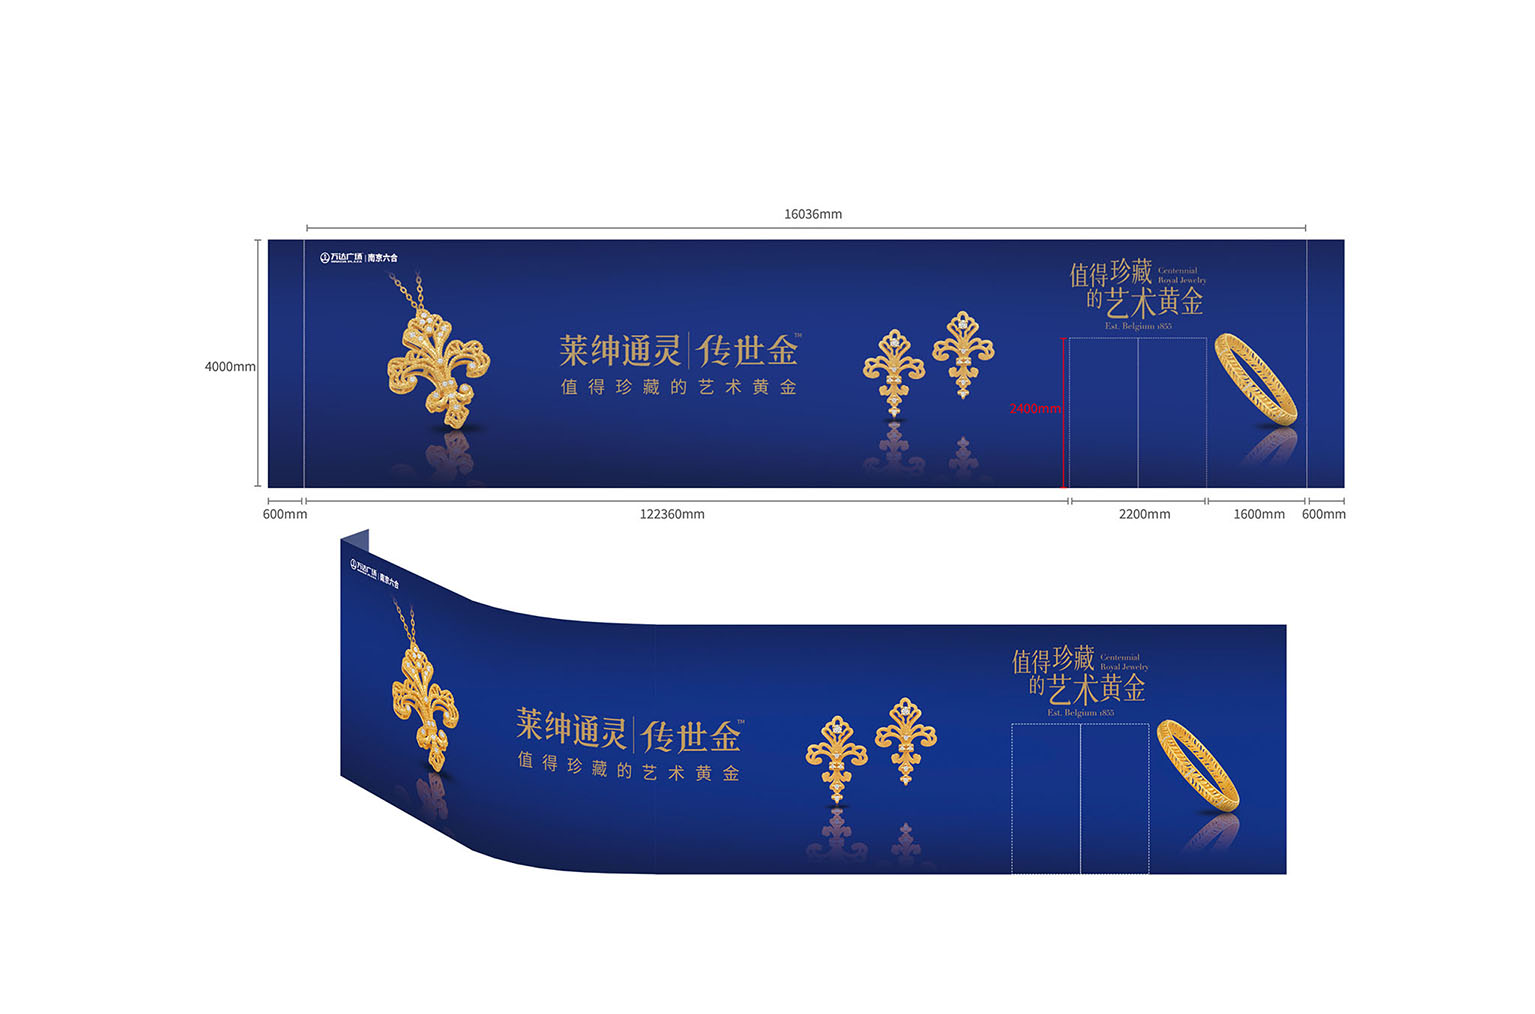 16036mm
万达广场 | 南京六合
WANDA PLAZA
值得珍藏 Centennial
Royal Jewelry
的艺术黄金
Est. Belgium 1855
莱绅通灵 | 传世金™
值得珍藏的艺术黄金
4000mm
2400mm
600mm
122360mm
2200mm
1600mm
600mm
万达广场 | 南京六合
WANDA PLAZA
值得珍藏 Centennial
Royal Jewelry
的艺术黄金
Est. Belgium 1855
莱绅通灵 | 传世金™
值得珍藏的艺术黄金